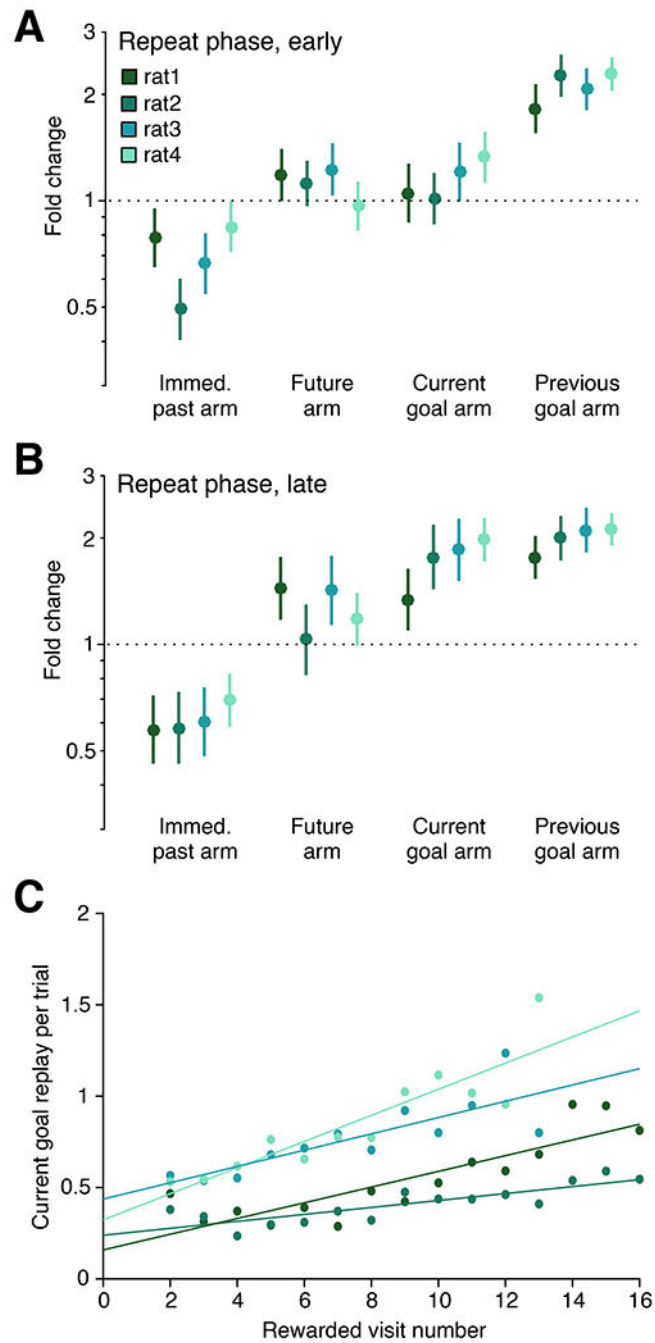 A
Repeat phase, early
rat1
rat2
rat3
rat4
Fold change
3
2
1
0.5
Immed.
past arm
Future
arm
Current
goal arm
Previous
goal arm
B
Repeat phase, late
Fold change
3
2
1
0.5
Immed.
past arm
Future
arm
Current
goal arm
Previous
goal arm
C
Current goal replay per trial
2
1.5
1
0.5
0
0 2 4 6 8 10 12 14 16
Rewarded visit number